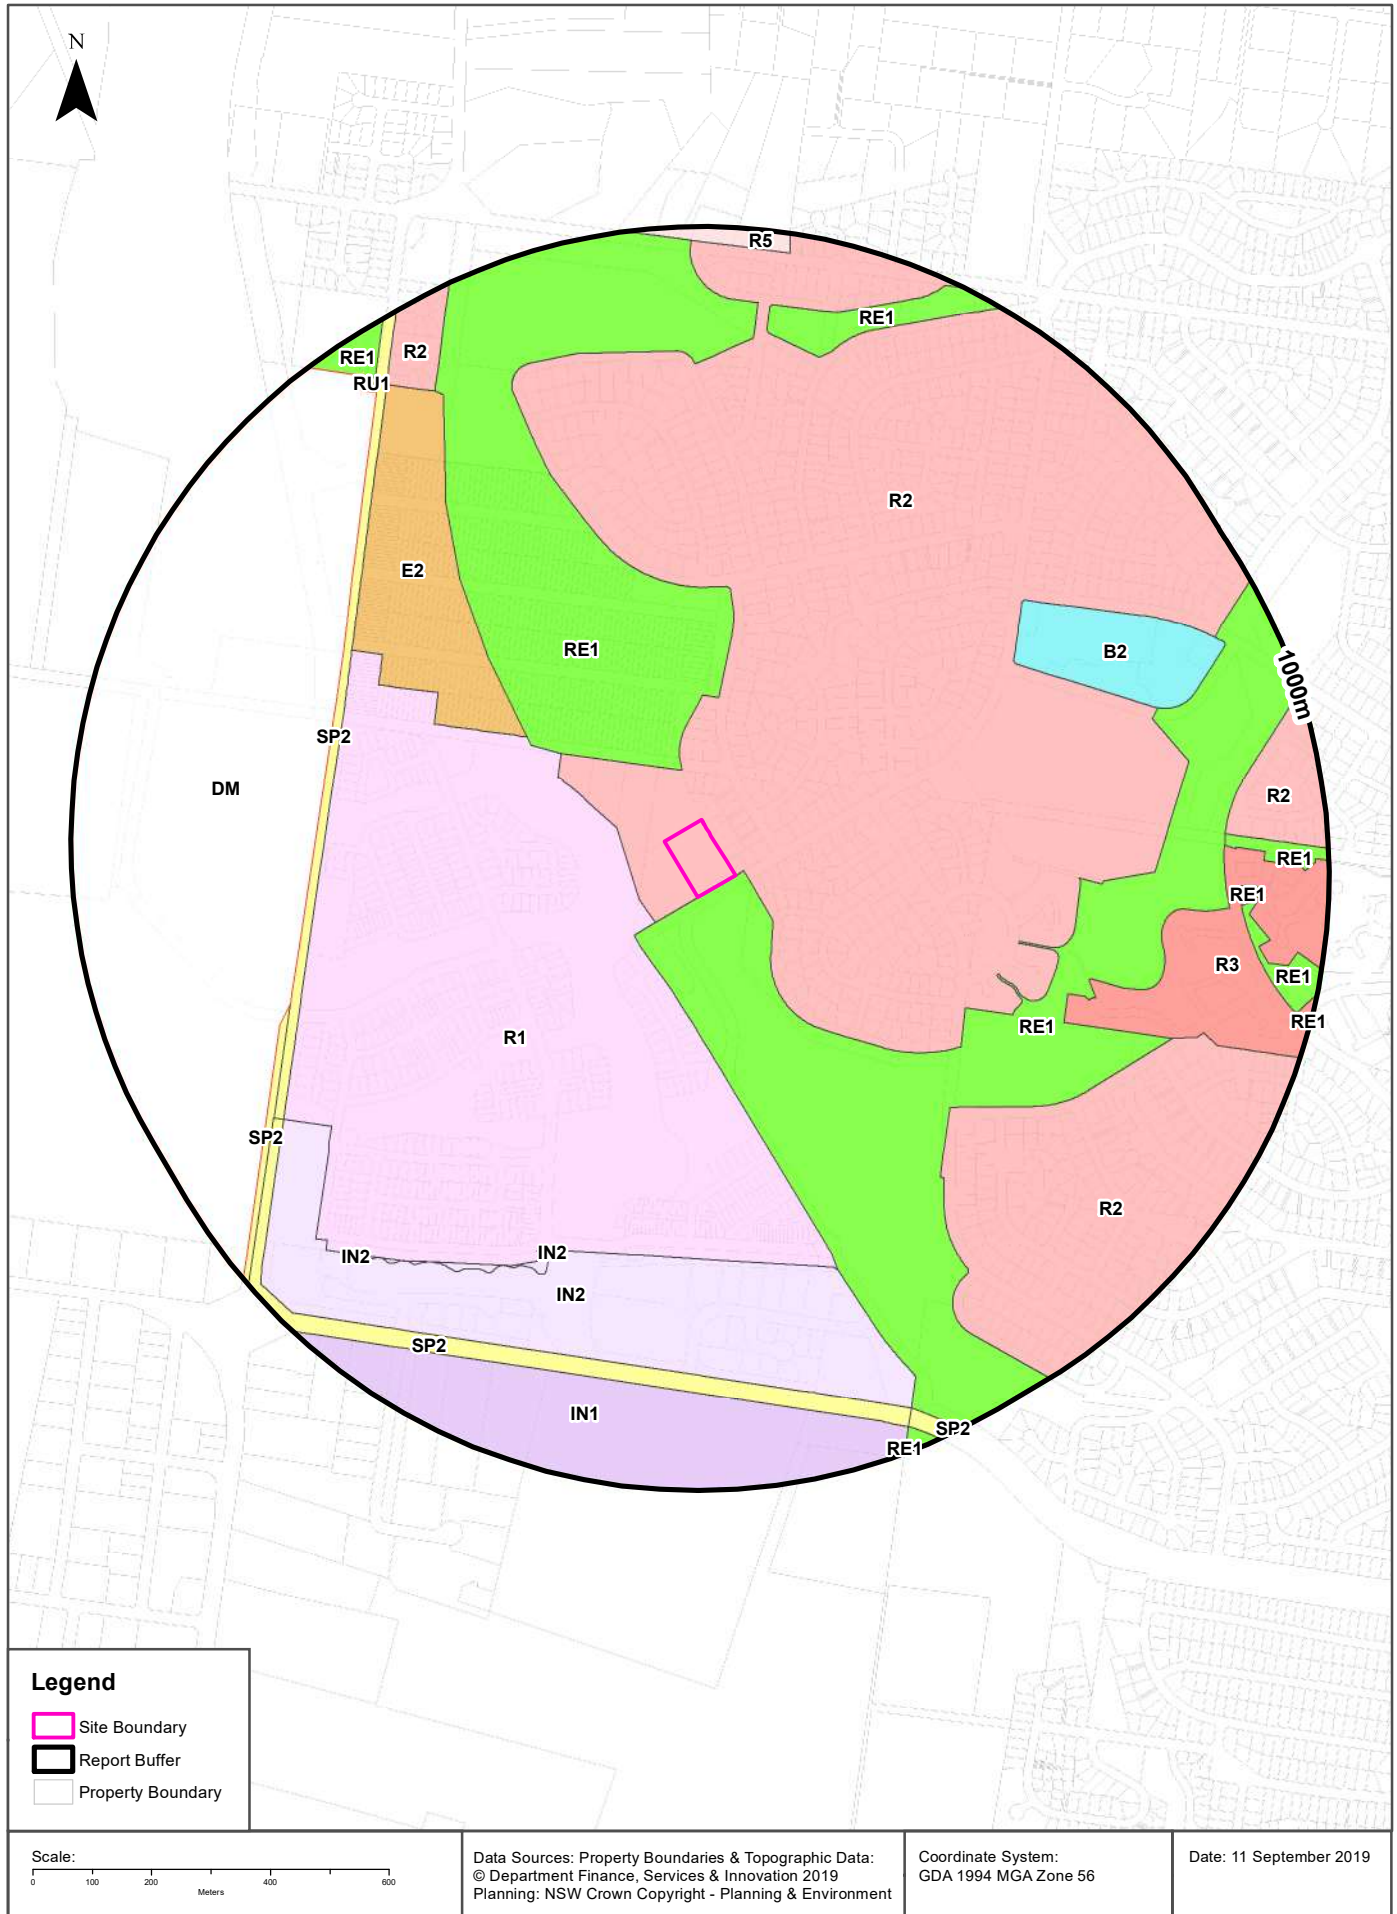 N
R5
RE1
RE1
R2
RU1
R2
E2
RE1
B2
1000m
SP2
DM
R2
RE1
RE1
R3
RE1
RE1
RE1
R1
SP2
R2
IN2
IN2
IN2
SP2
IN1
SP2
RE1
Legend
Site Boundary
Report Buffer
Property Boundary
Scale:
0 100 200 400 600
Meters
Data Sources: Property Boundaries & Topographic Data:
© Department Finance, Services & Innovation 2019
Planning: NSW Crown Copyright - Planning & Environment
Coordinate System:
GDA 1994 MGA Zone 56
Date: 11 September 2019